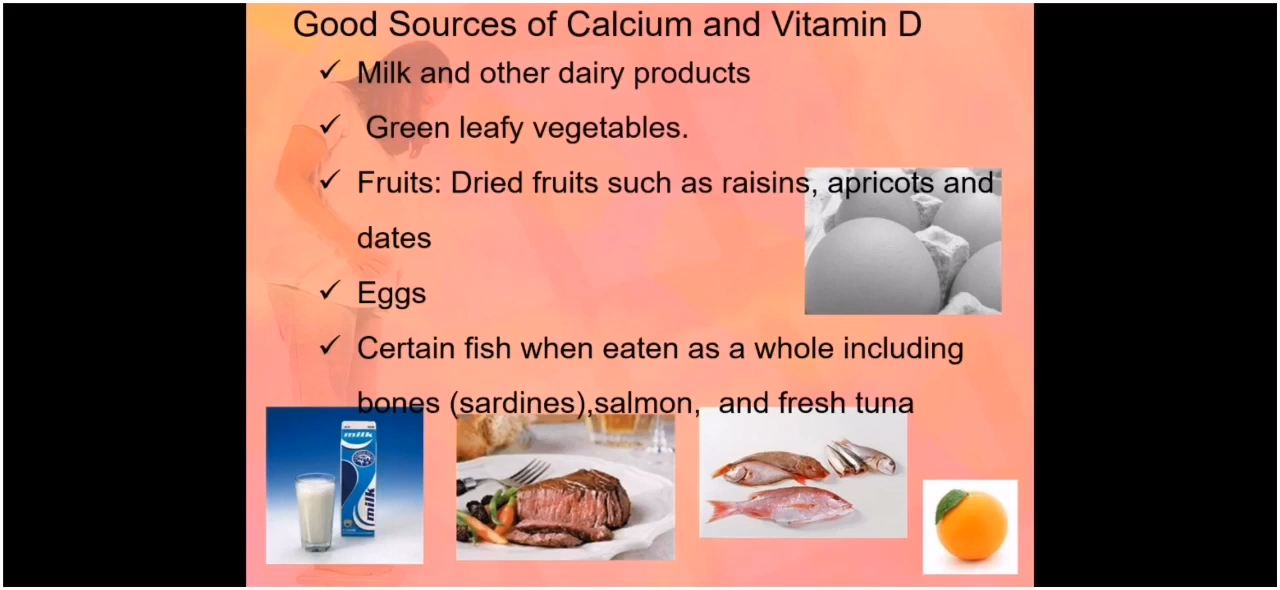 Good Sources of Calcium and Vitamin D
✓ Milk and other dairy products
✓ Green leafy vegetables.
✓ Fruits: Dried fruits such as raisins, apricots and
dates
✓ Eggs
✓ Certain fish when eaten as a whole including
bones (sardines),salmon, and fresh tuna
milk
milk